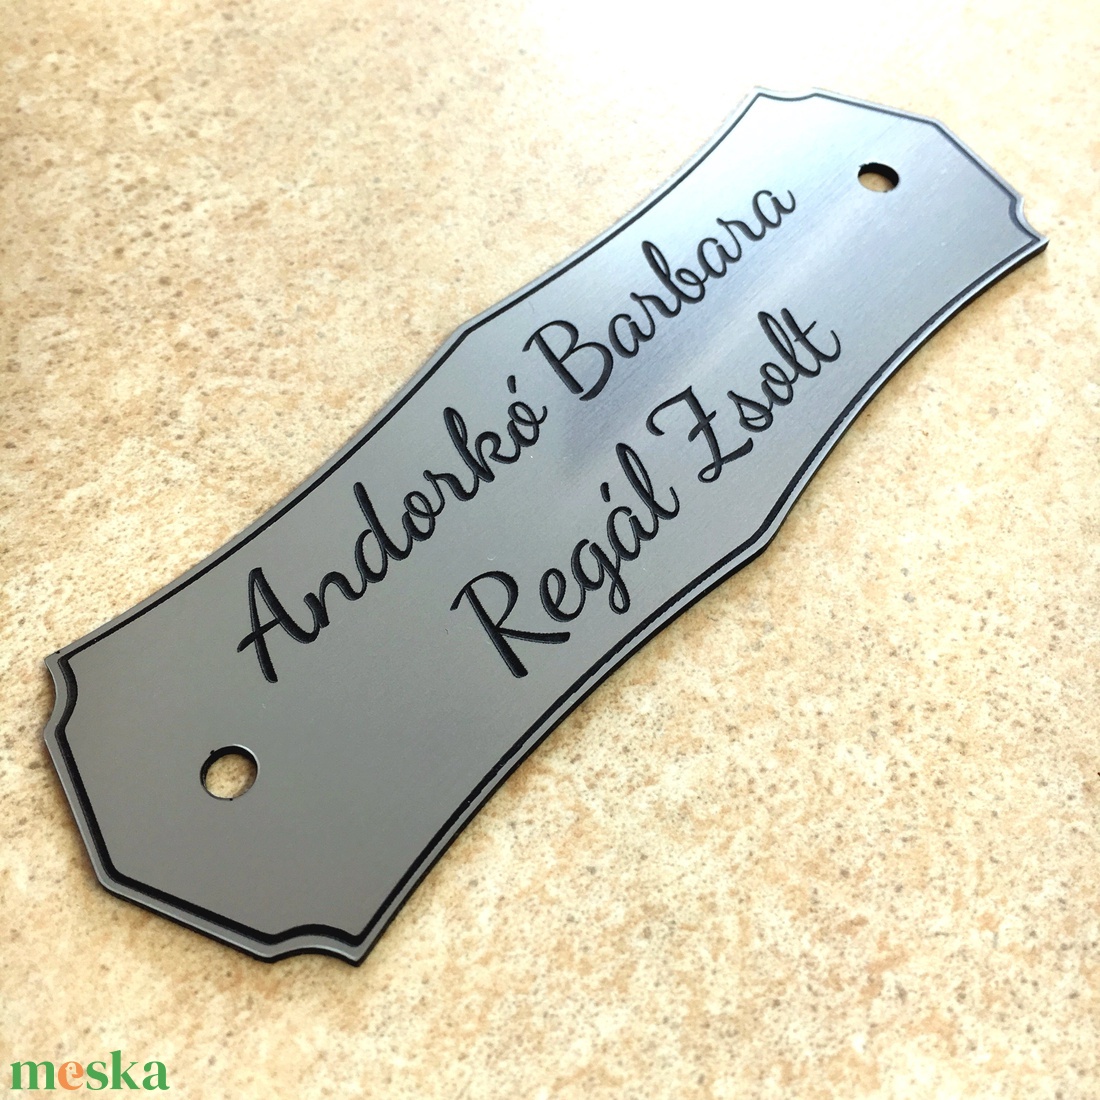 Andorkó Barbara
Regál Zsolt
meska